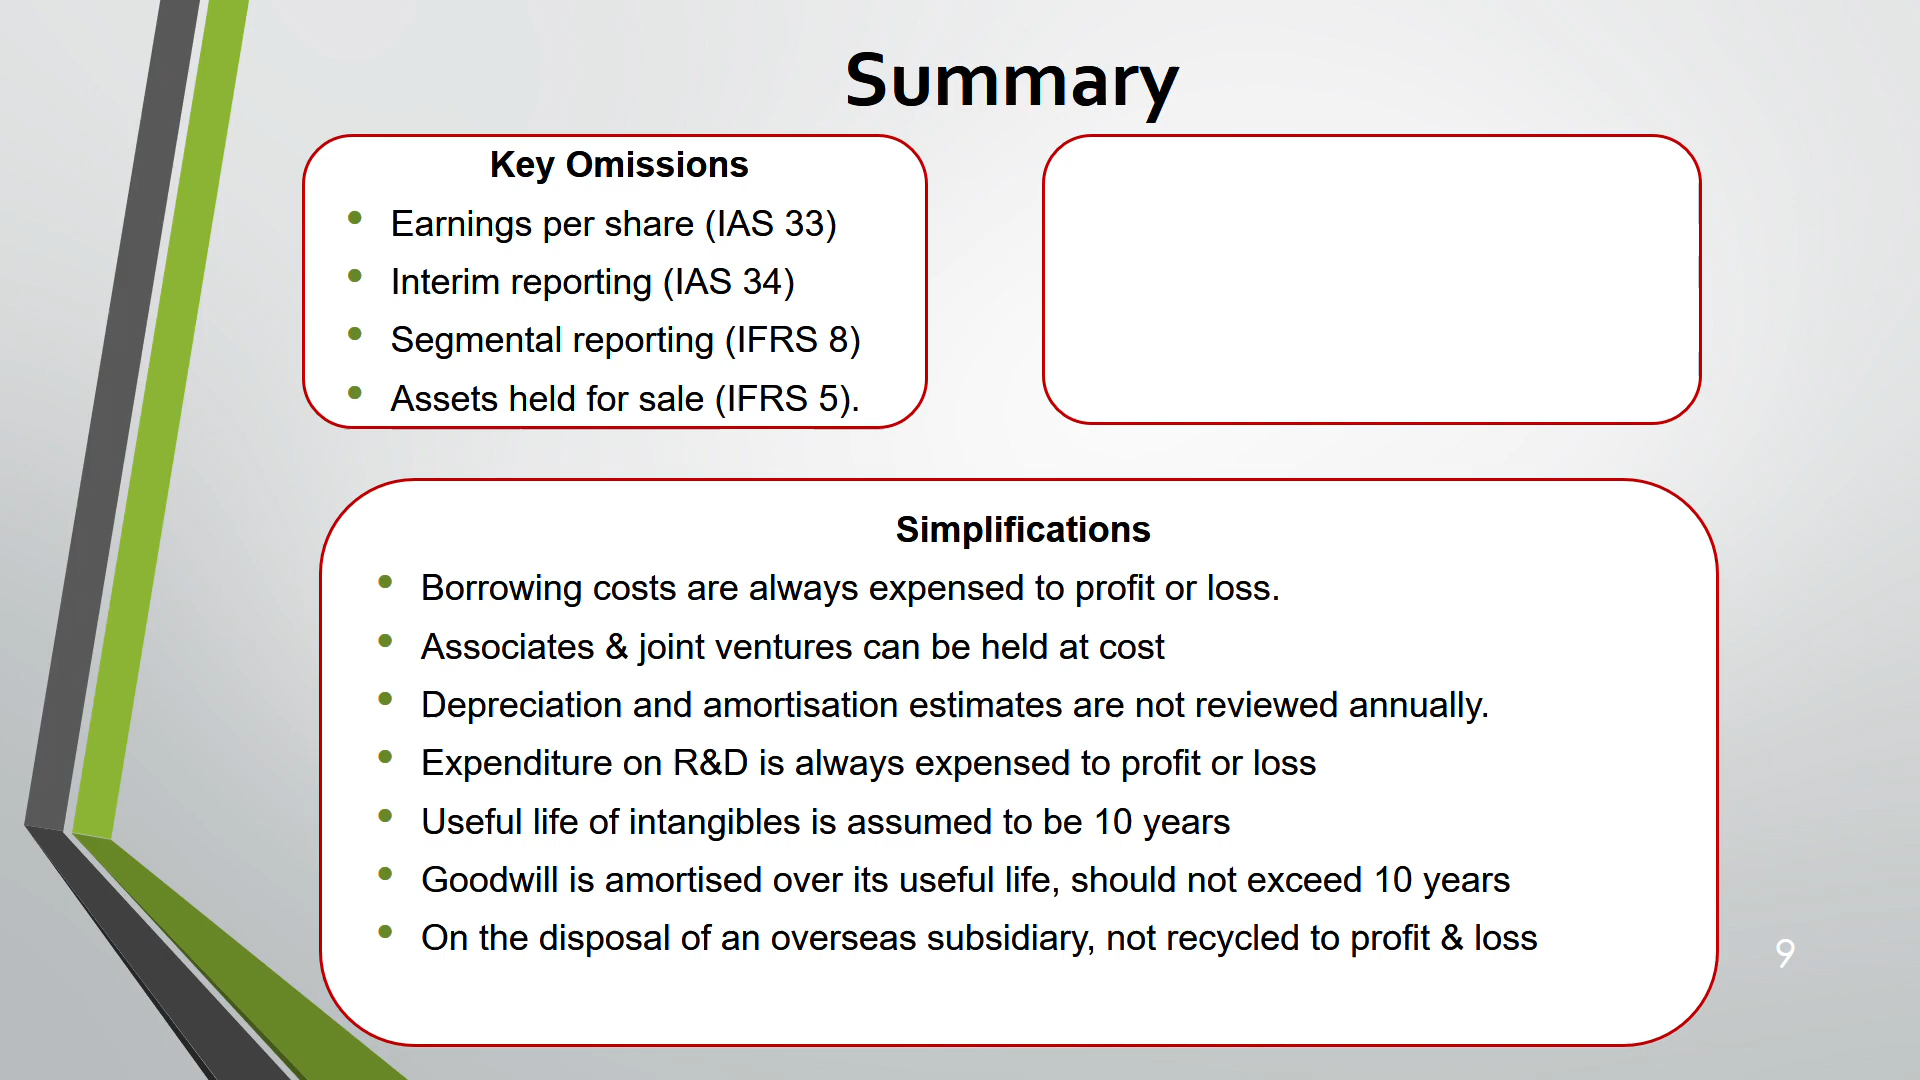 Summary
Key Omissions
• Earnings per share (IAS 33)
• Interim reporting (IAS 34)
• Segmental reporting (IFRS 8)
• Assets held for sale (IFRS 5).
Simplifications
• Borrowing costs are always expensed to profit or loss.
• Associates & joint ventures can be held at cost
• Depreciation and amortisation estimates are not reviewed annually.
• Expenditure on R&D is always expensed to profit or loss
• Useful life of intangibles is assumed to be 10 years
• Goodwill is amortised over its useful life, should not exceed 10 years
• On the disposal of an overseas subsidiary, not recycled to profit & loss
9